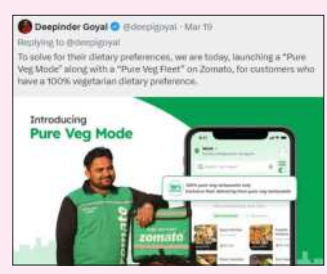 Deepinder Goyal @deepigoyal · Mar 19
Replying to @deepigoyal
To solve for their dietary preferences, we are today, launching a "Pure
Veg Mode" along with a "Pure Veg Fleet" on Zomato, for customers who
have a 100% vegetarian dietary preference.
Introducing
Pure Veg Mode
100% pure veg restaurants only
zomato
zomato